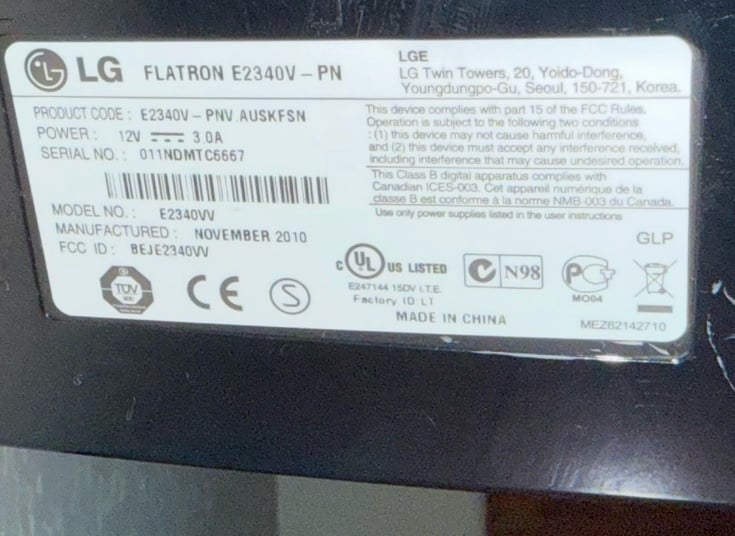 LG FLATRON E2340V - PN
LGE
LG Twin Towers, 20, Yoido-Dong,
Youngdungpo-Gu, Seoul, 150-721, Korea.
PRODUCT CODE : E2340V - PNV .AUSKFSN
POWER : 12V 3.0A
SERIAL NO. : 011NDMTC6667
MODEL NO. : E2340VV
MANUFACTURED : NOVEMBER 2010
FCC ID : BEJE2340VV
This device complies with part 15 of the FCC Rules.
Operation is subject to the following two conditions
: (1) this device may not cause harmful interference,
and (2) this device must accept any interference received,
including interference that may cause undesired operation.
This Class B digital apparatus complies with
Canadian ICES-003. Cet appareil numérique de la
classe B est conforme à la norme NMB-003 du Canada.
Use only power supplies listed in the user instructions
GLP
TÜV
CE
S
C UL US LISTED
E247144 15DV I.T.E.
Factory ID: LT
N98
MO04
MADE IN CHINA
MEZ62142710